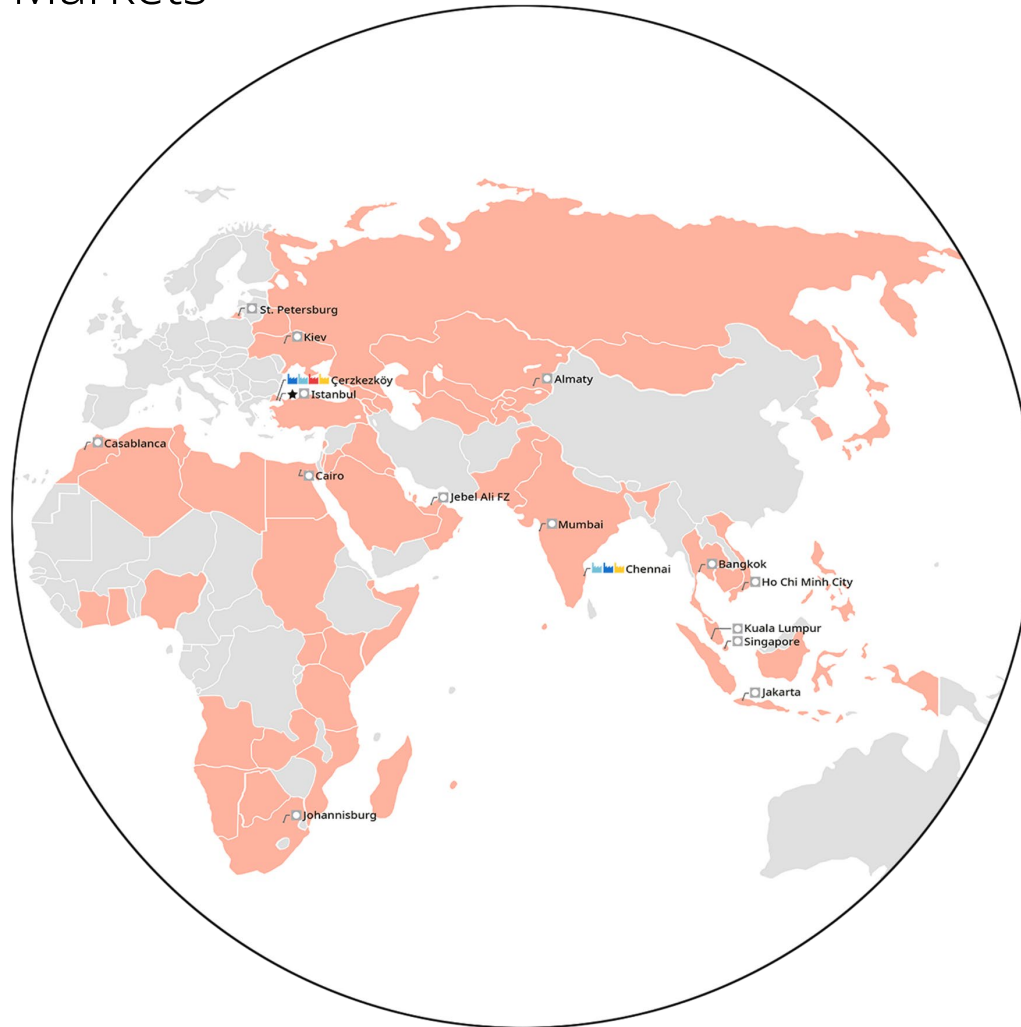 Markets
St. Petersburg
Kiev
Çerzkezköy
Almaty
Istanbul
Casablanca
Cairo
Jebel Ali FZ
Mumbai
Bangkok
Chennai
Ho Chi Minh City
Kuala Lumpur
Singapore
Jakarta
Johannisburg